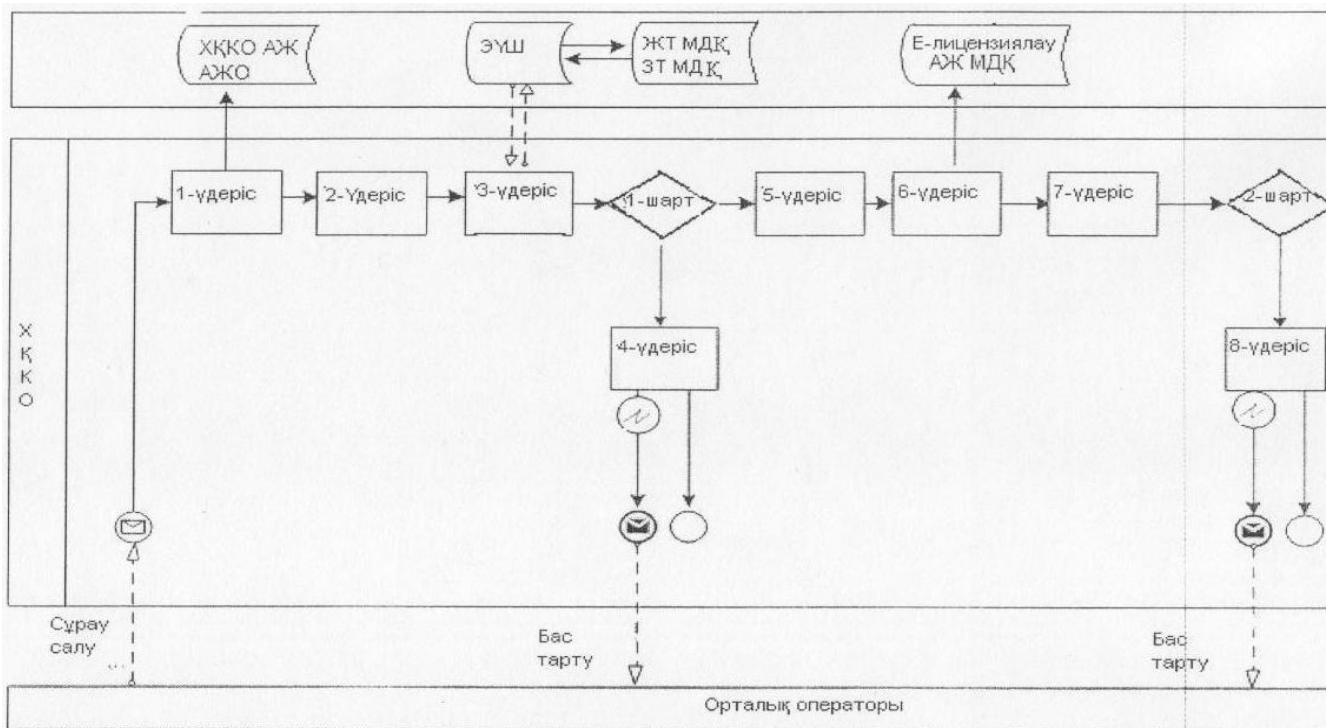 ХҚКО АЖ
АЖО
ЭҮШ
ЖТ МДҚ
ЗТ МДҚ
Е-лицензиялау
АЖ МДҚ
1-үдеріс
2-Үдеріс
3-үдеріс
1-шарт
5-үдеріс
6-үдеріс
7-үдеріс
2-шарт
4-үдеріс
8-үдеріс
Х
Қ
К
О
Сұрау
салу
...
Бас
тарту
Бас
тарту
Орталық операторы